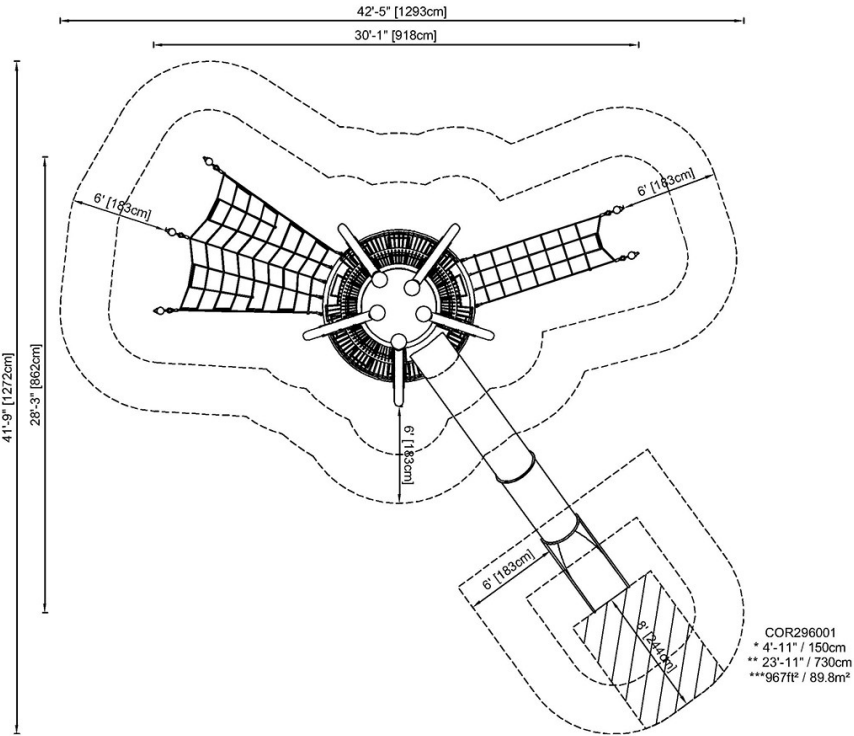 42'-5" [1293cm]
30'-1" [918cm]
6' [183cm]
6' [183cm]
41'-9" [1272cm]
28'-3" [862cm]
6' [183cm]
6' [183cm]
8' [244cm]
COR296001
* 4'-11" / 150cm
** 23'-11" / 730cm
***967ft² / 89.8m²